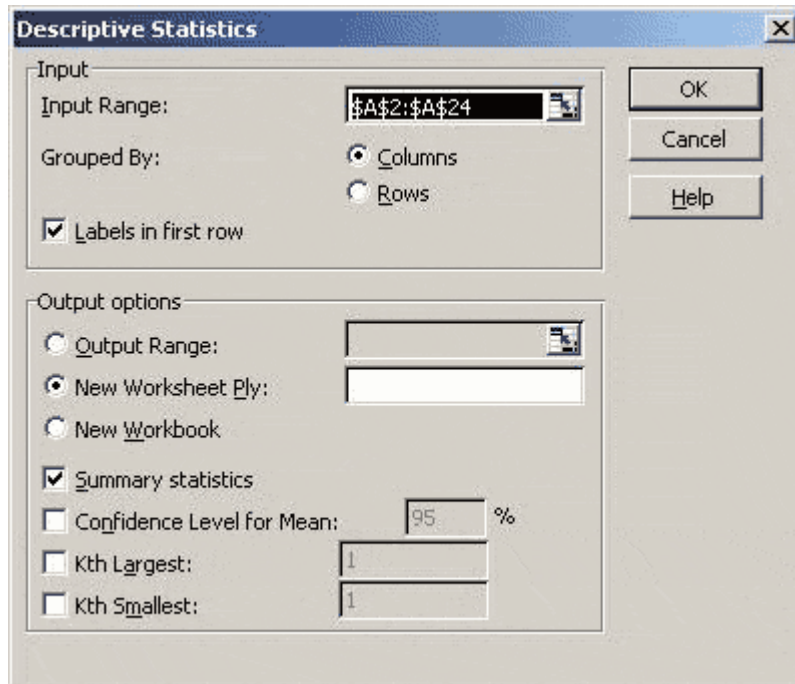 Descriptive Statistics
Input
Input Range: $A$2:$A$24
OK
Grouped By: Columns
Cancel
Rows
Help
Labels in first row
Output options
Output Range:
New Worksheet Ply:
New Workbook
Summary statistics
Confidence Level for Mean: 95 %
Kth Largest: 1
Kth Smallest: 1